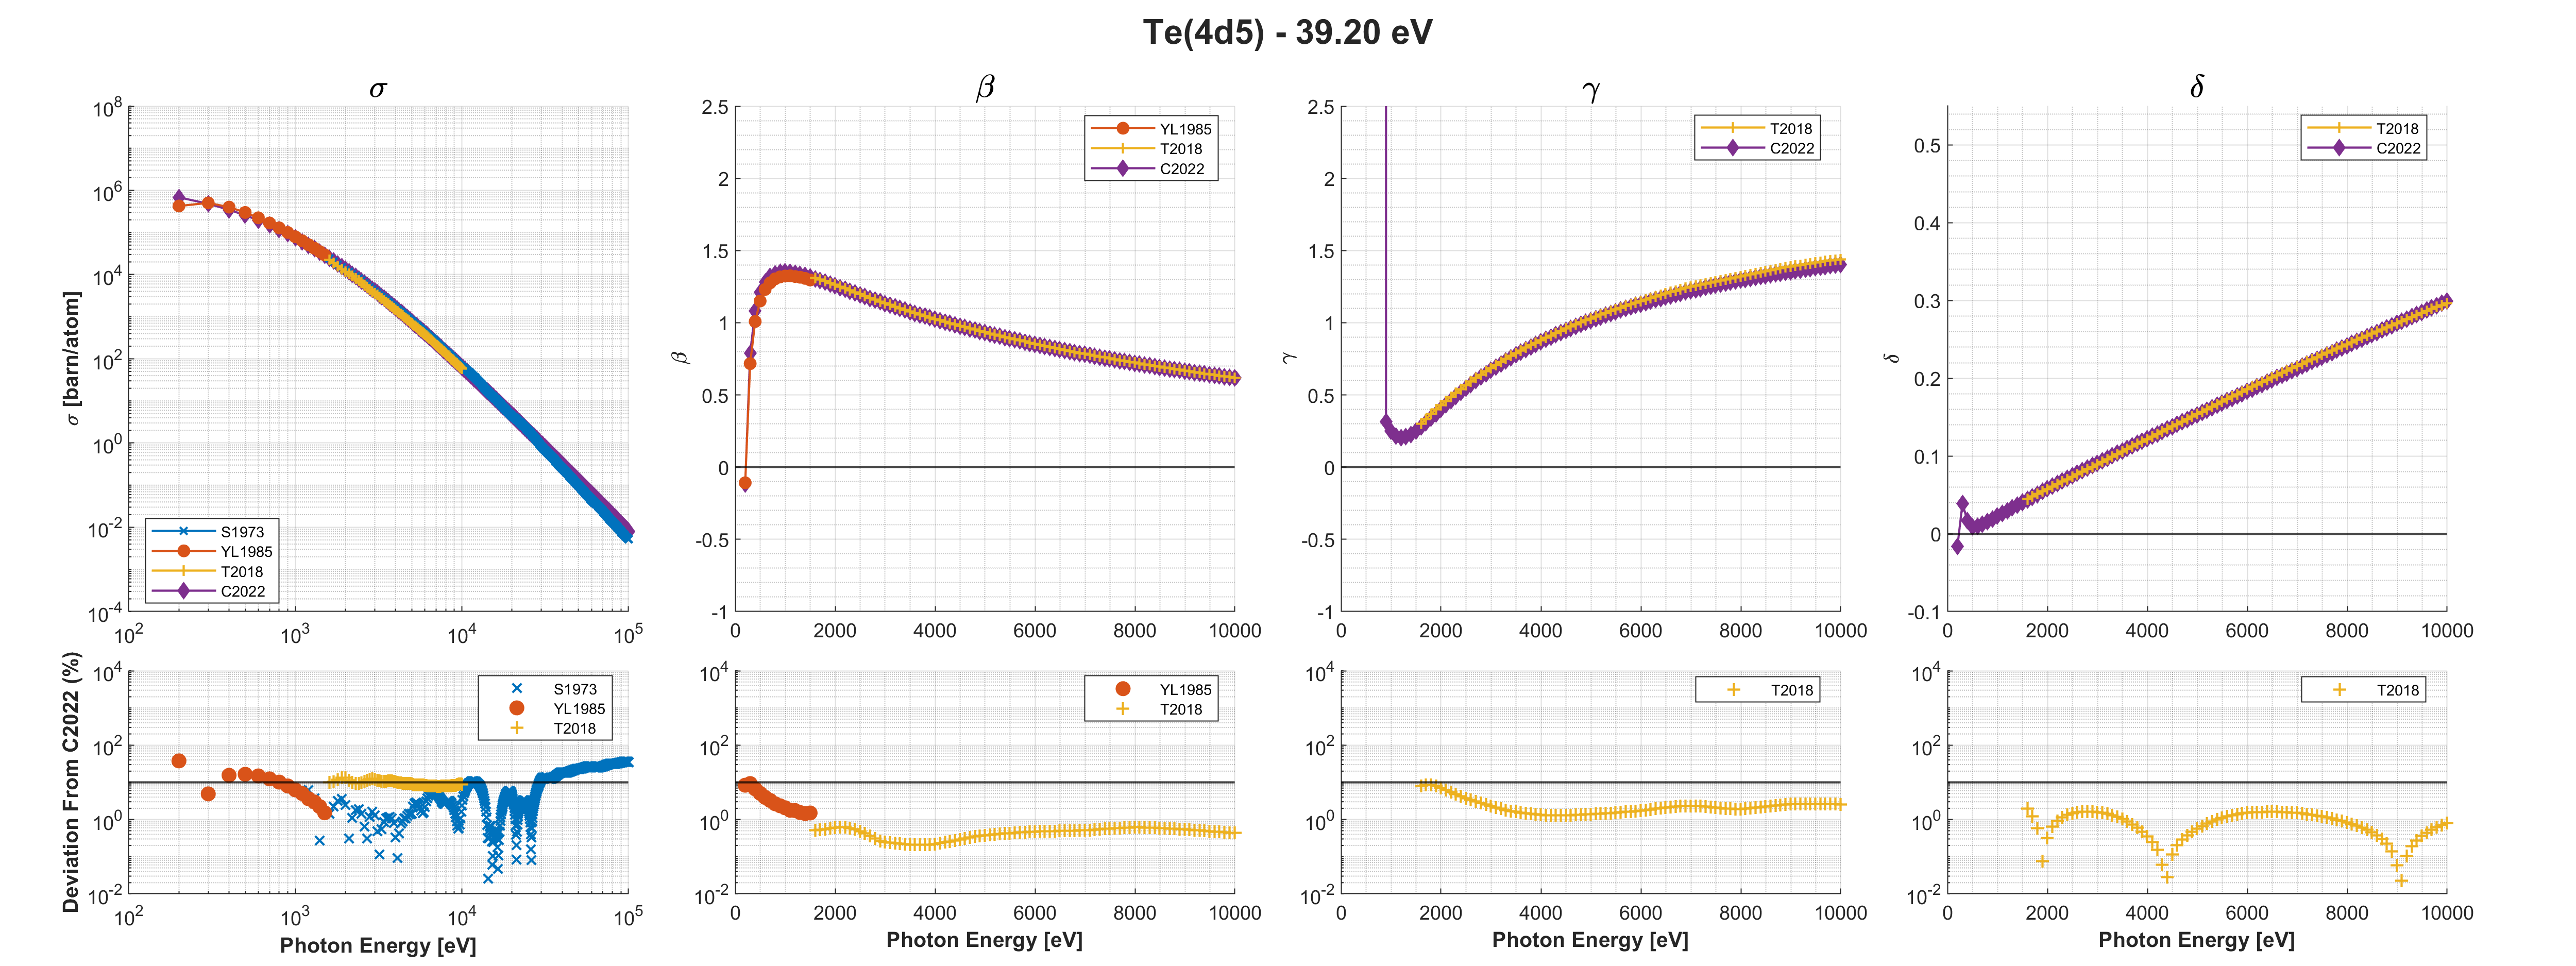 Te(4d5) - 39.20 eV
σ
σ [barn/atom]
10^8
10^6
10^4
10^2
10^0
10^-2
10^-4
10^2 10^3 10^4 10^5
S1973
YL1985
T2018
C2022
β
β
2.5
2
1.5
1
0.5
0
-0.5
-1
0 2000 4000 6000 8000 10000
YL1985
T2018
C2022
γ
γ
2.5
2
1.5
1
0.5
0
-0.5
-1
0 2000 4000 6000 8000 10000
T2018
C2022
δ
δ
0.5
0.4
0.3
0.2
0.1
0
-0.1
0 2000 4000 6000 8000 10000
T2018
C2022
Deviation From C2022 (%)
10^4
10^2
10^0
10^-2
10^2 10^3 10^4 10^5
S1973
YL1985
T2018
Photon Energy [eV]
10^4
10^2
10^0
10^-2
0 2000 4000 6000 8000 10000
YL1985
T2018
Photon Energy [eV]
10^4
10^2
10^0
10^-2
0 2000 4000 6000 8000 10000
T2018
Photon Energy [eV]
10^4
10^2
10^0
10^-2
0 2000 4000 6000 8000 10000
T2018
Photon Energy [eV]